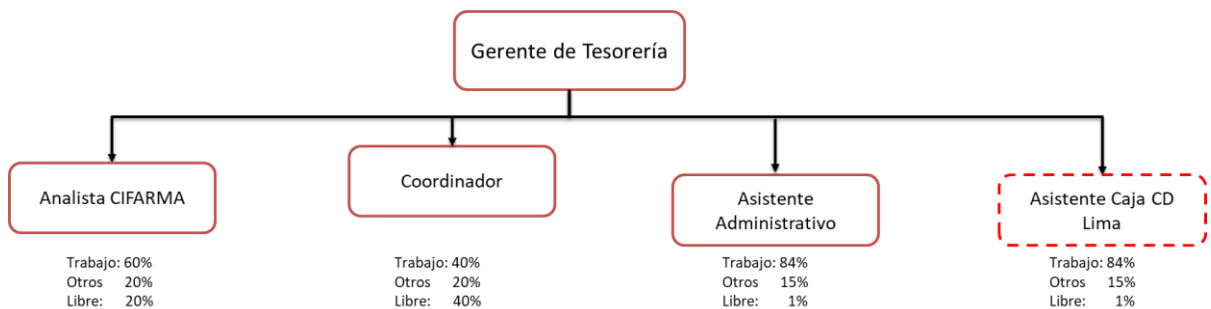 Gerente de Tesorería
Analista CIFARMA
Trabajo: 60%
Otros 20%
Libre: 20%
Coordinador
Trabajo: 40%
Otros 20%
Libre: 40%
Asistente
Administrativo
Trabajo: 84%
Otros 15%
Libre: 1%
Asistente Caja CD
Lima
Trabajo: 84%
Otros 15%
Libre: 1%